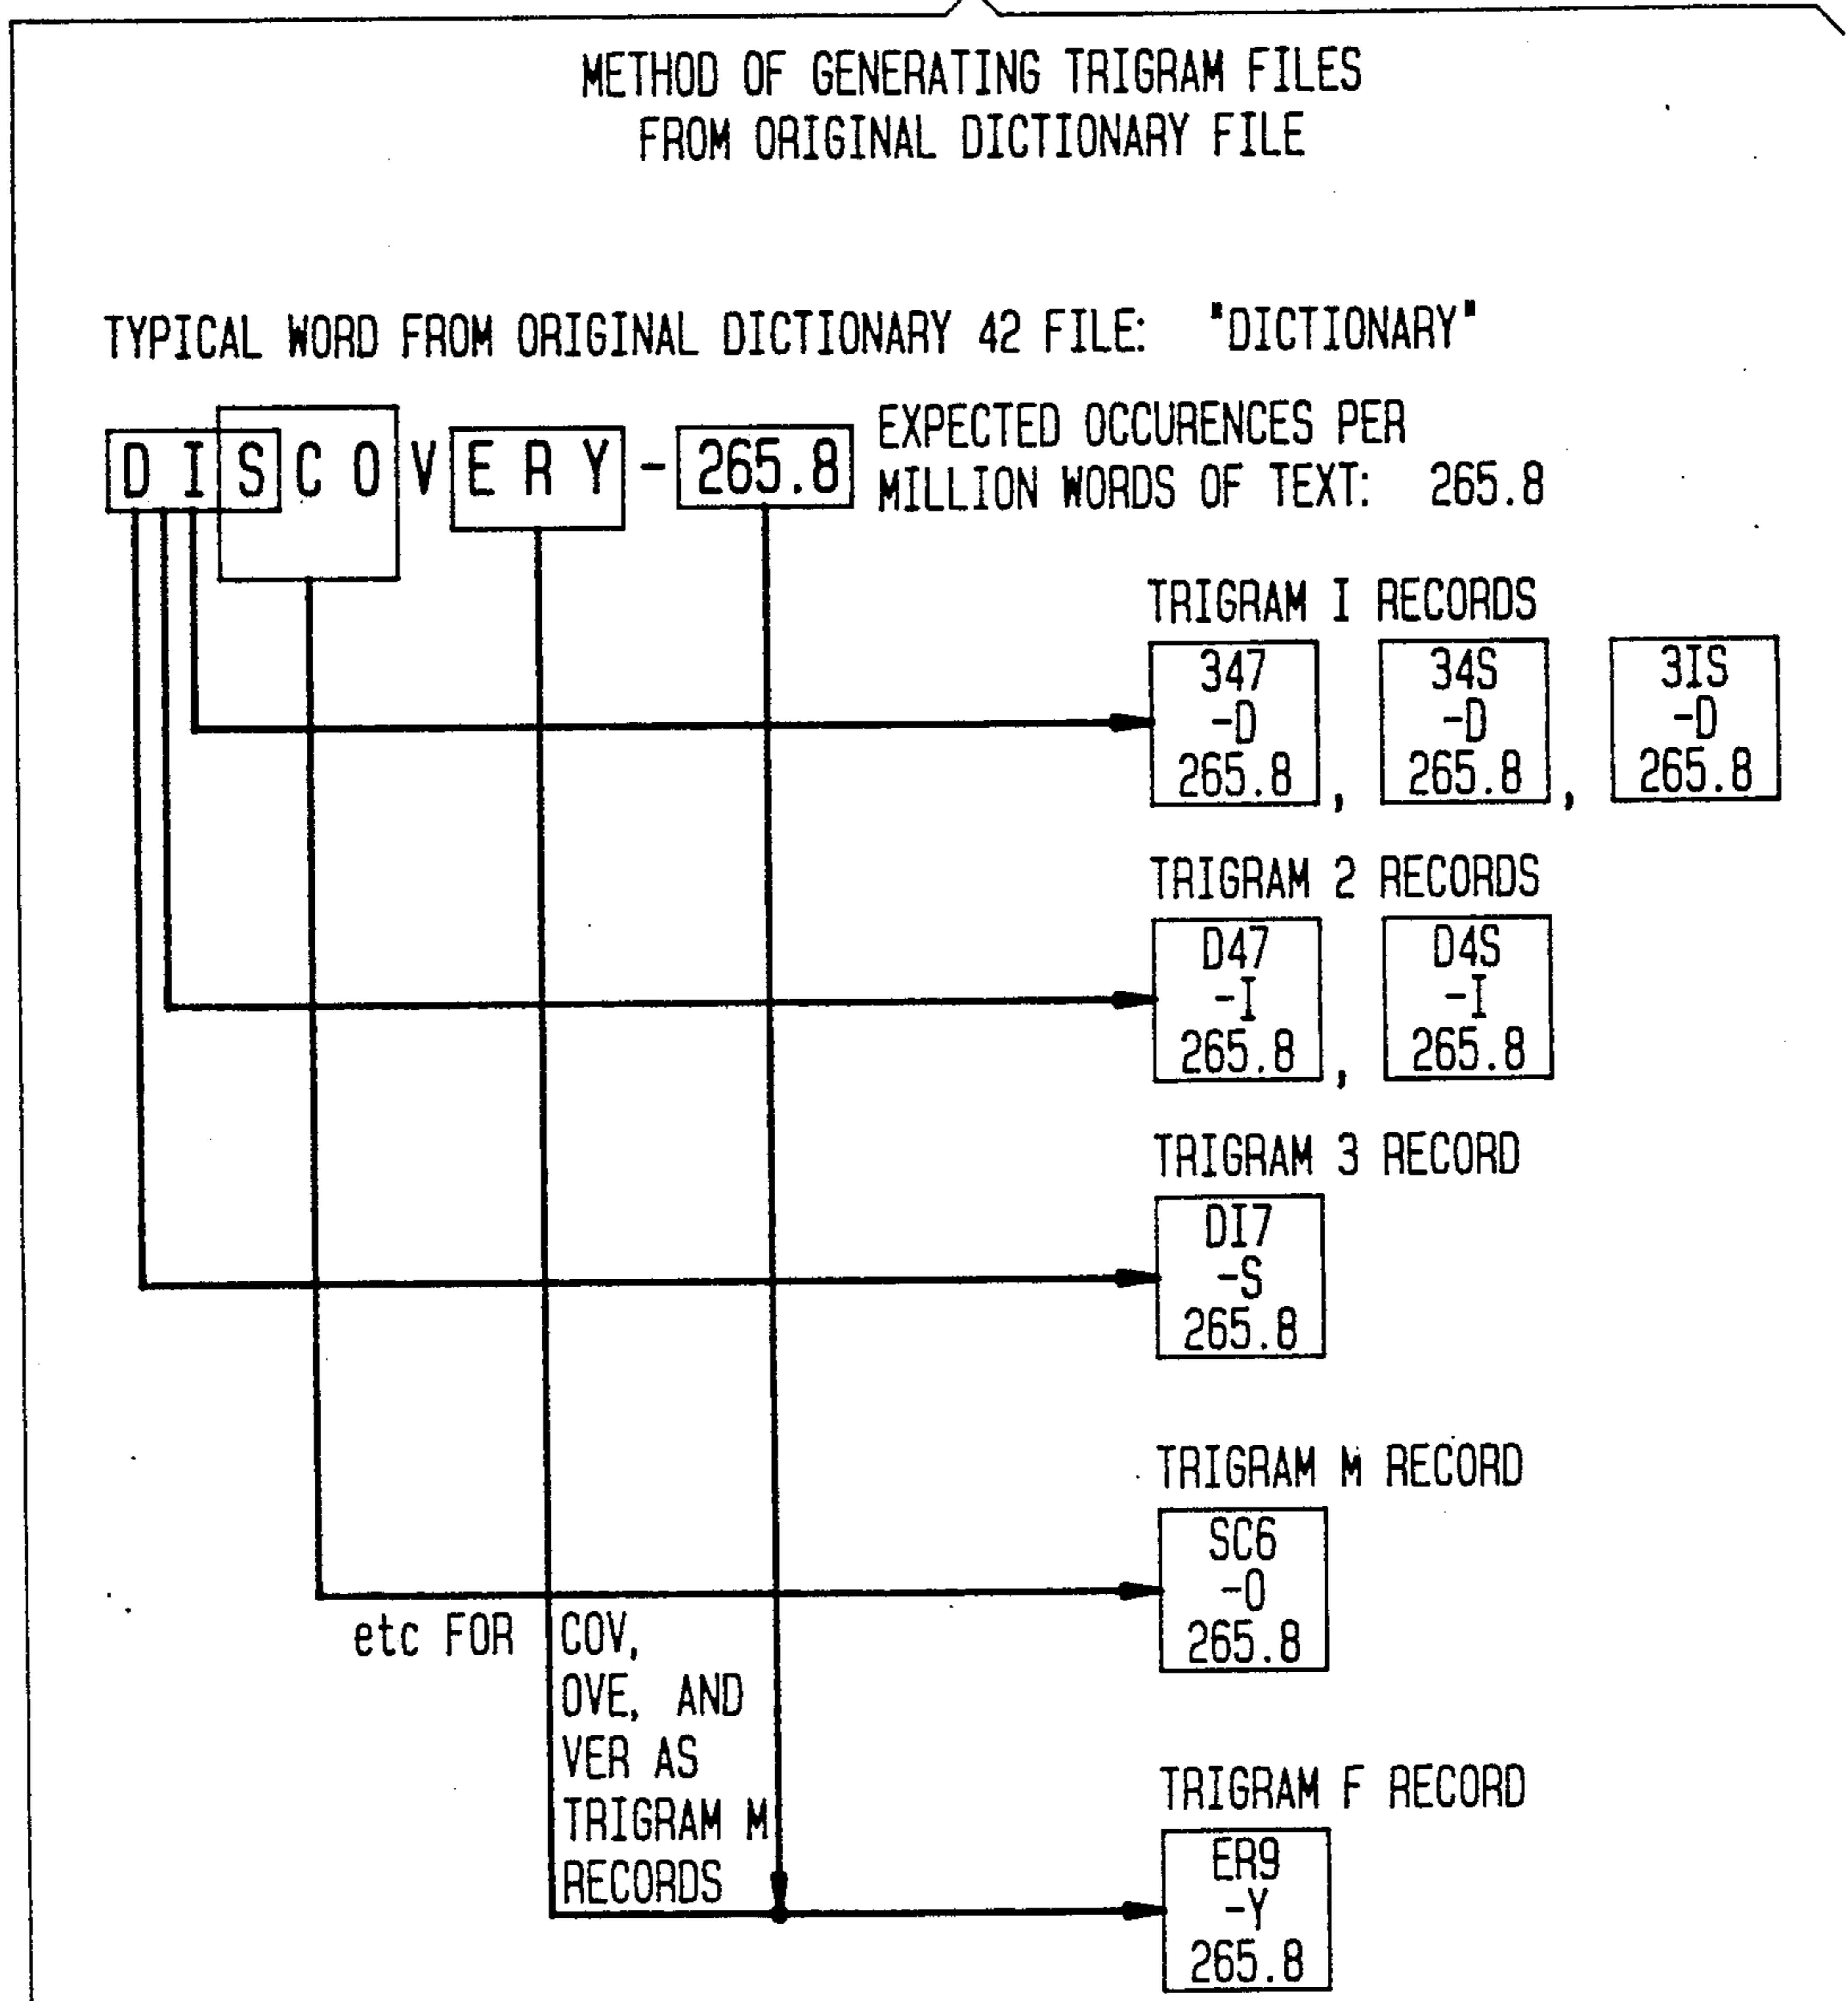 METHOD OF GENERATING TRIGRAM FILES
FROM ORIGINAL DICTIONARY FILE
TYPICAL WORD FROM ORIGINAL DICTIONARY 42 FILE: "DICTIONARY"
D I S C O V E R Y - 265.8
EXPECTED OCCURENCES PER
MILLION WORDS OF TEXT: 265.8
TRIGRAM I RECORDS
347
-D
265.8 ,
34S
-D
265.8 ,
3IS
-D
265.8
TRIGRAM 2 RECORDS
D47
-I
265.8 ,
D4S
-I
265.8
TRIGRAM 3 RECORD
DI7
-S
265.8
TRIGRAM M RECORD
SC6
-O
265.8
etc FOR COV,
OVE, AND
VER AS
TRIGRAM M
RECORDS
TRIGRAM F RECORD
ER9
-Y
265.8